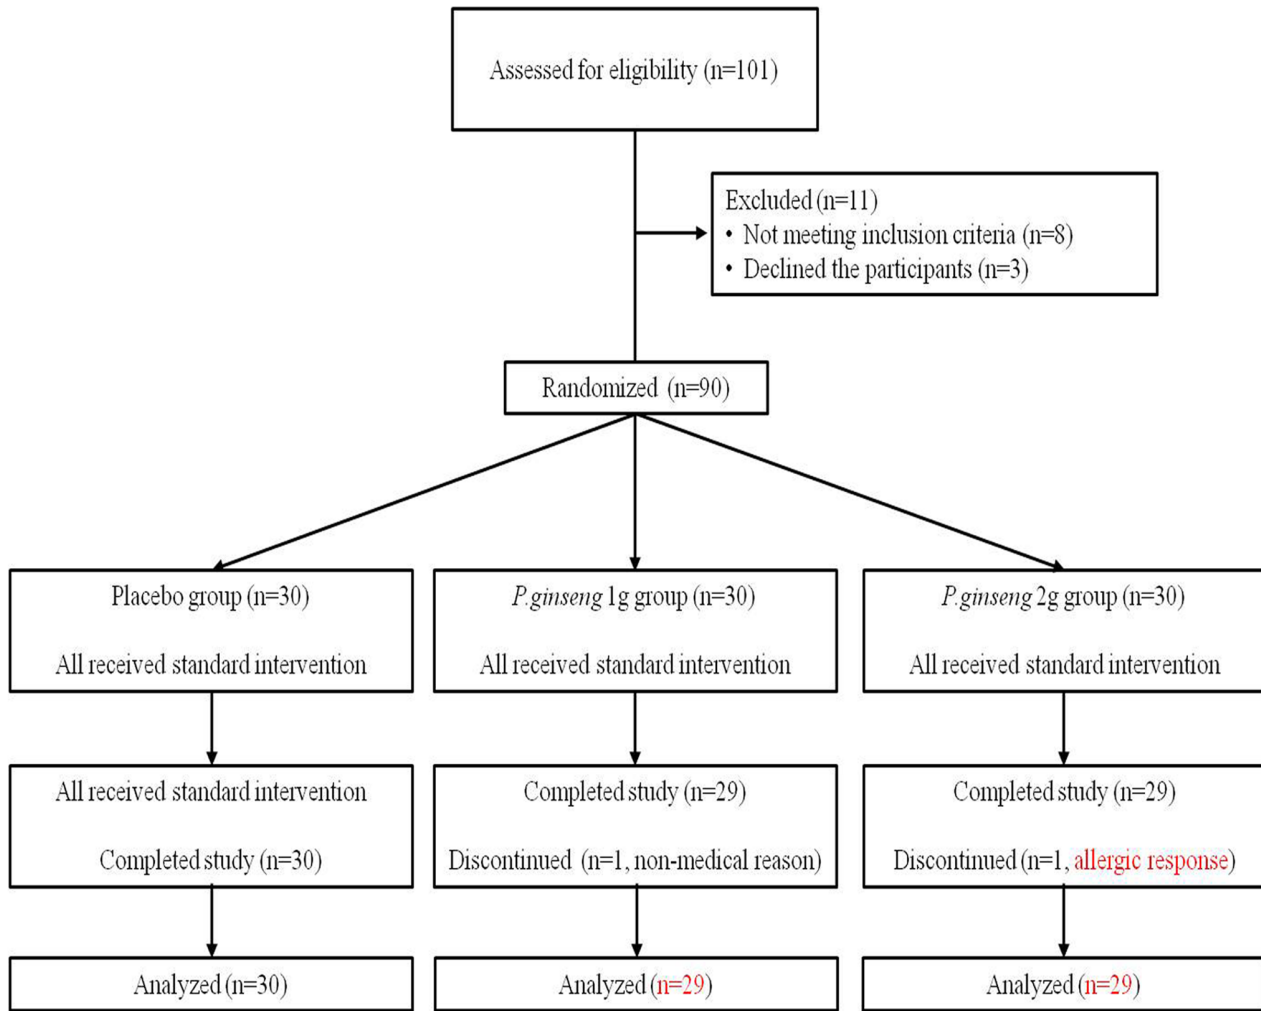 Assessed for eligibility (n=101)
Excluded (n=11)
• Not meeting inclusion criteria (n=8)
• Declined the participants (n=3)
Randomized (n=90)
Placebo group (n=30)
All received standard intervention
P.ginseng 1g group (n=30)
All received standard intervention
P.ginseng 2g group (n=30)
All received standard intervention
All received standard intervention
Completed study (n=30)
Completed study (n=29)
Discontinued (n=1, non-medical reason)
Completed study (n=29)
Discontinued (n=1, allergic response)
Analyzed (n=30)
Analyzed (n=29)
Analyzed (n=29)